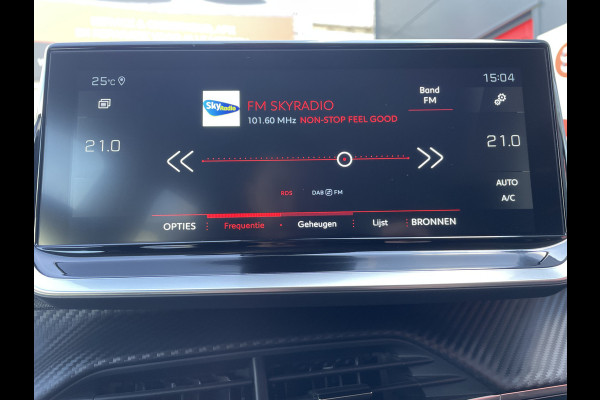 25°C
15:04
Sky Radio
FM SKYRADIO
Band
FM
101.60 MHz NON-STOP FEEL GOOD
21.0
21.0
RDS
DAB FM
AUTO
A/C
OPTIES
Frequentie
Geheugen
Lijst
BRONNEN